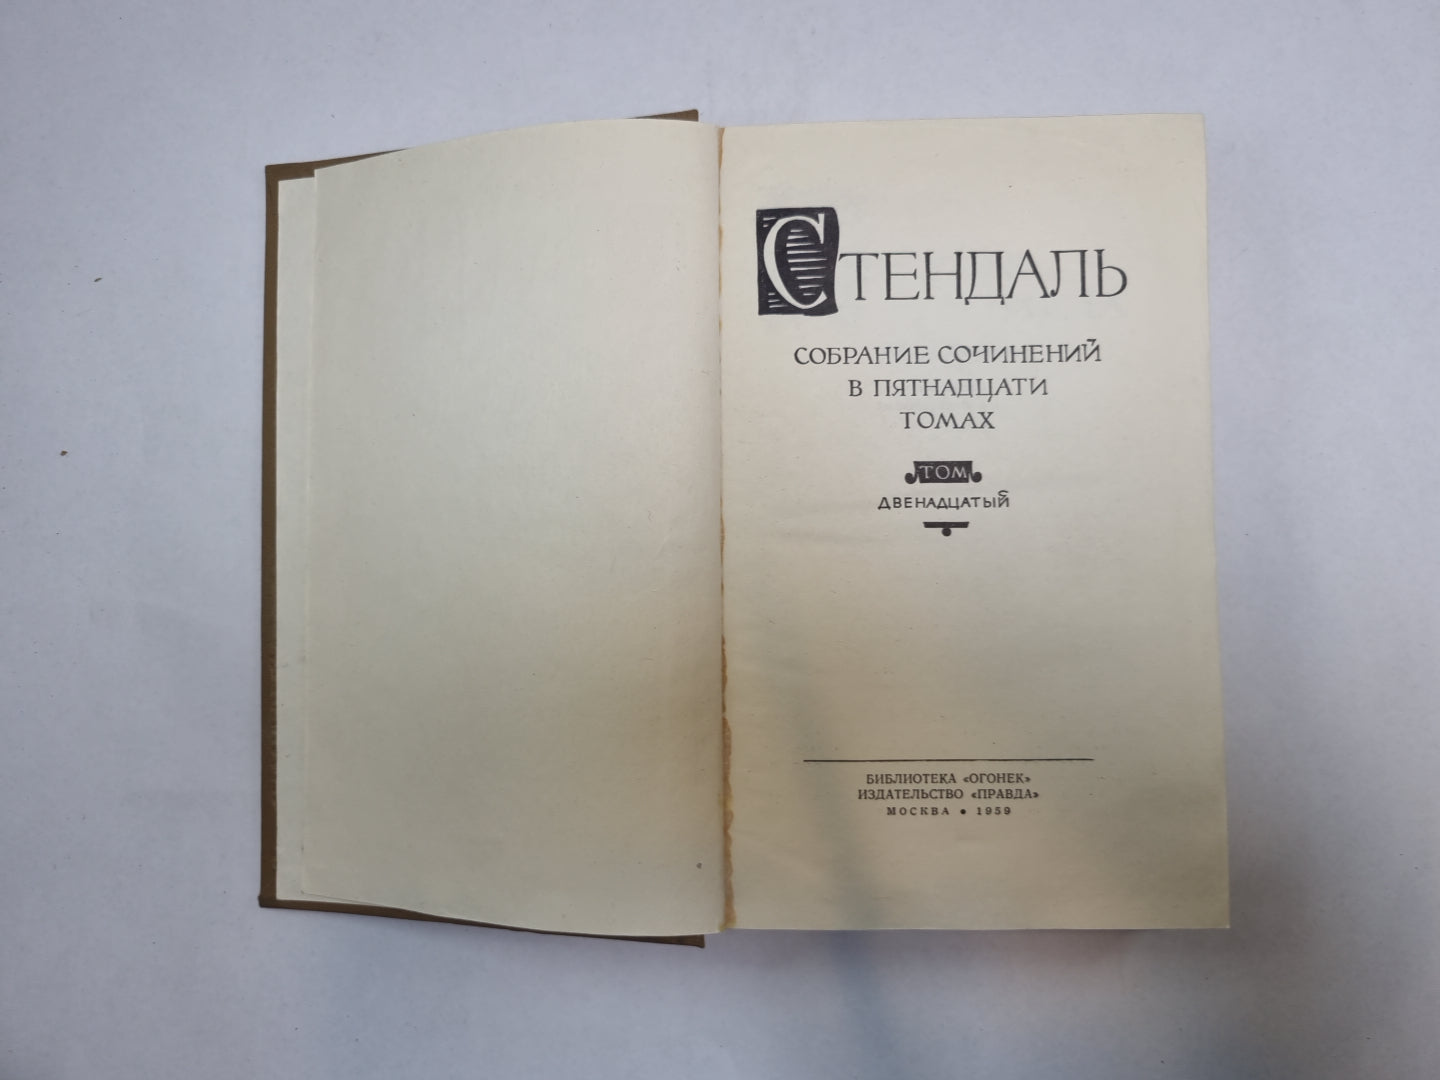 СТЕНДАЛЬ
СОБРАНИЕ СОЧИНЕНИЙ
В ПЯТНАДЦАТИ
ТОМАХ
ТОМ
ДВЕНАДЦАТЫЙ
БИБЛИОТЕКА «ОГОНЕК»
ИЗДАТЕЛЬСТВО «ПРАВДА»
МОСКВА • 1959